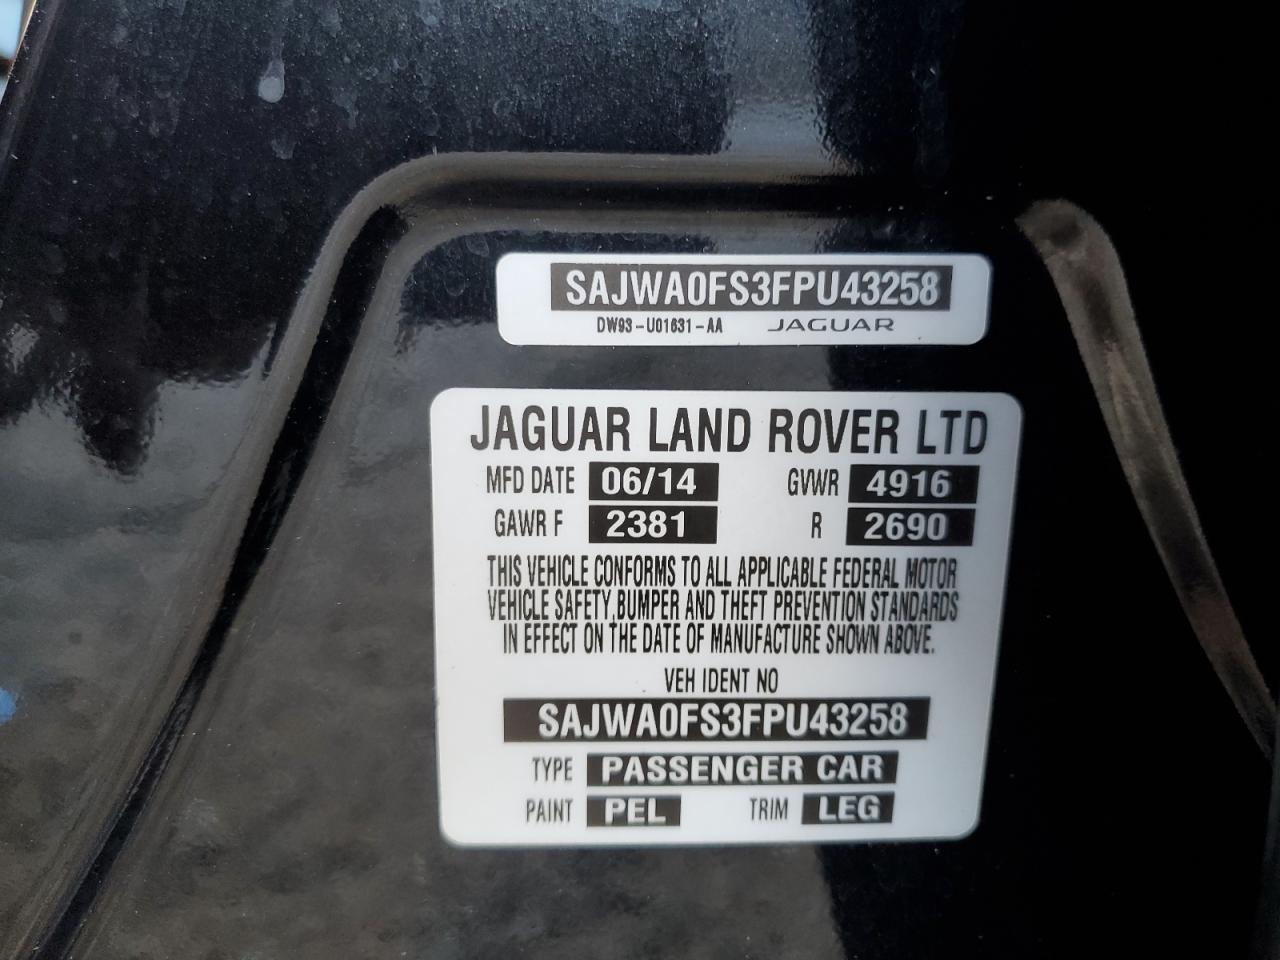 SAJWA0FS3FPU43258
DW93-U01631-AA JAGUAR
JAGUAR LAND ROVER LTD
MFD DATE 06/14 GVWR 4916
GAWR F 2381 R 2690
THIS VEHICLE CONFORMS TO ALL APPLICABLE FEDERAL MOTOR
VEHICLE SAFETY,BUMPER AND THEFT PREVENTION STANDARDS
IN EFFECT ON THE DATE OF MANUFACTURE SHOWN ABOVE.
VEH IDENT NO
SAJWA0FS3FPU43258
TYPE PASSENGER CAR
PAINT PEL TRIM LEG